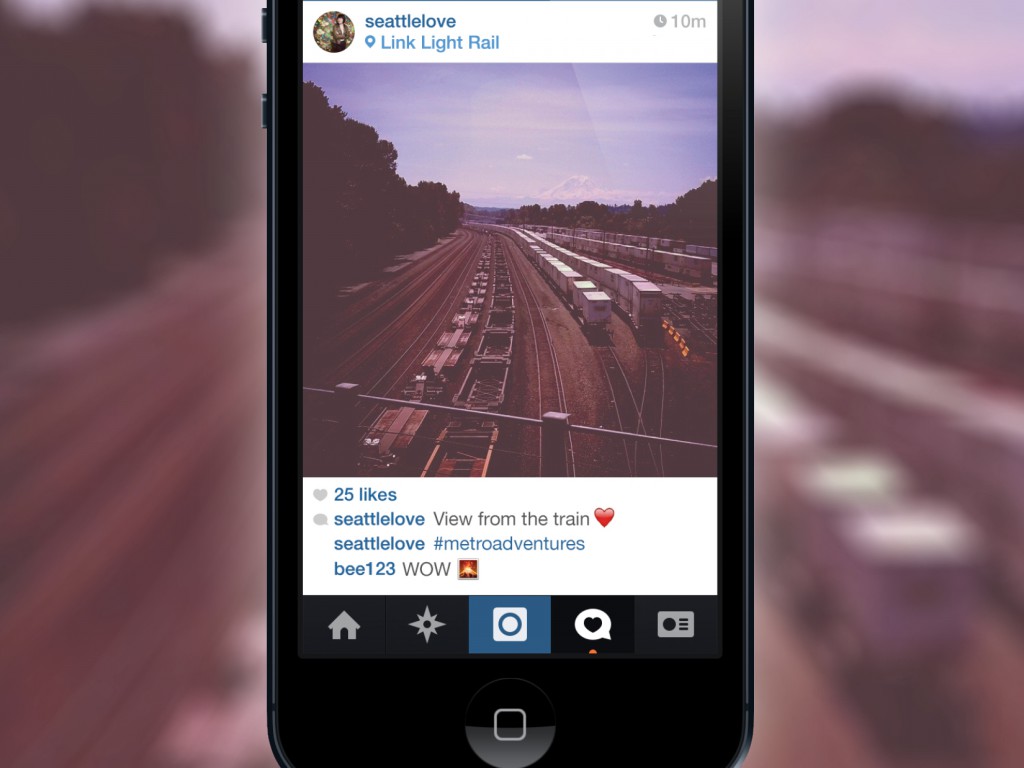 seattlelove
10m
Link Light Rail
25 likes
seattlelove View from the train ❤️
seattlelove #metroadventures
bee123 WOW 🌋